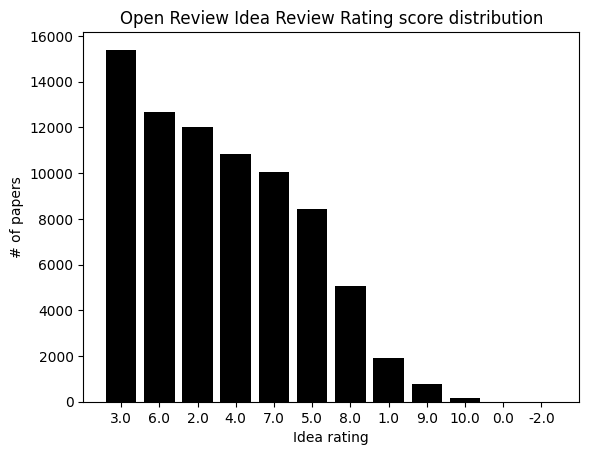 Open Review Idea Review Rating score distribution
16000
14000
12000
10000
8000
6000
4000
2000
0
# of papers
3.0 6.0 2.0 4.0 7.0 5.0 8.0 1.0 9.0 10.0 0.0 -2.0
Idea rating